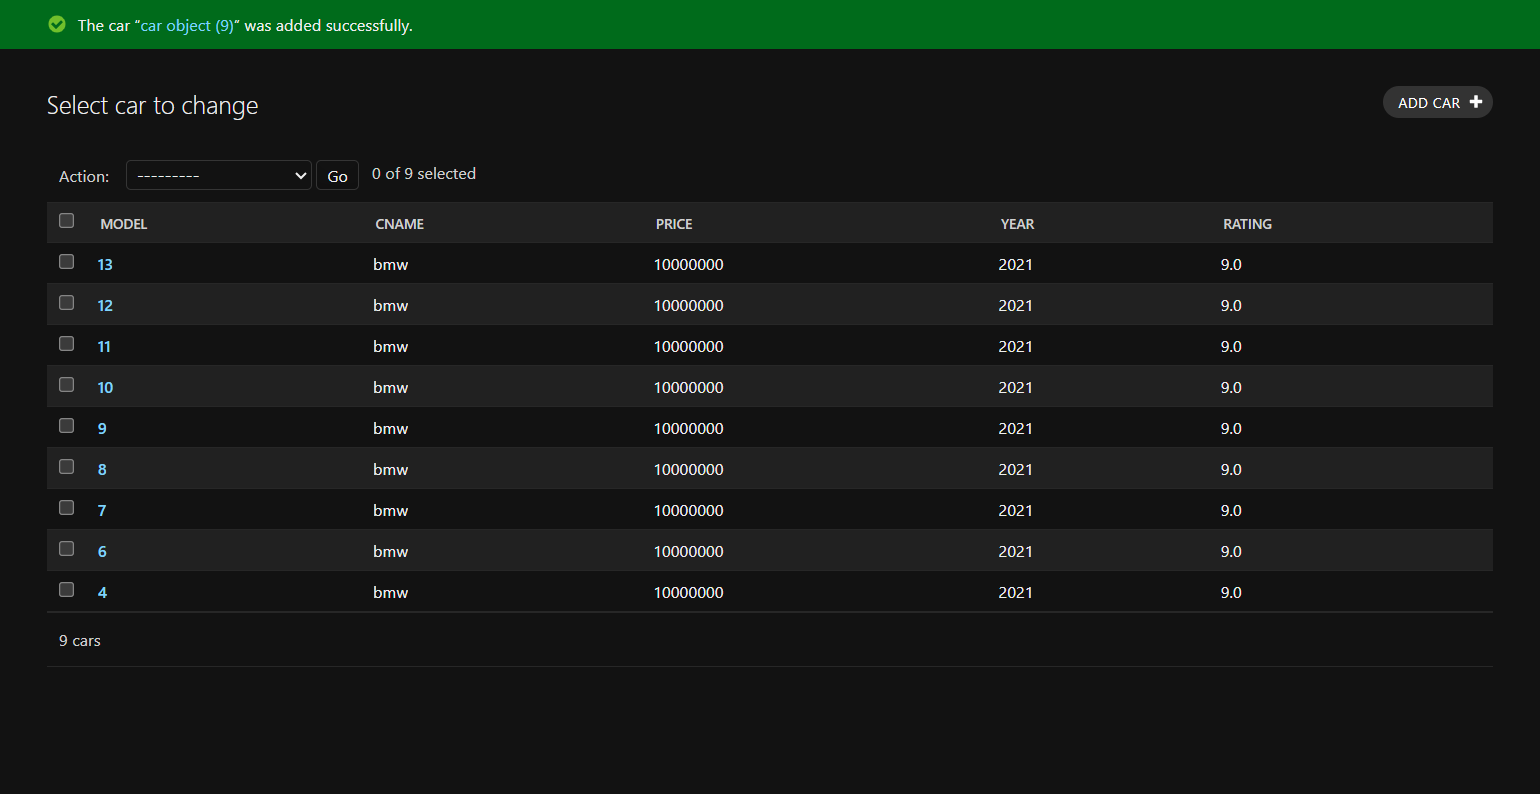 The car “car object (9)” was added successfully.
Select car to change
ADD CAR
Action: --------- Go 0 of 9 selected
MODEL CNAME PRICE YEAR RATING
13 bmw 10000000 2021 9.0
12 bmw 10000000 2021 9.0
11 bmw 10000000 2021 9.0
10 bmw 10000000 2021 9.0
9 bmw 10000000 2021 9.0
8 bmw 10000000 2021 9.0
7 bmw 10000000 2021 9.0
6 bmw 10000000 2021 9.0
4 bmw 10000000 2021 9.0
9 cars